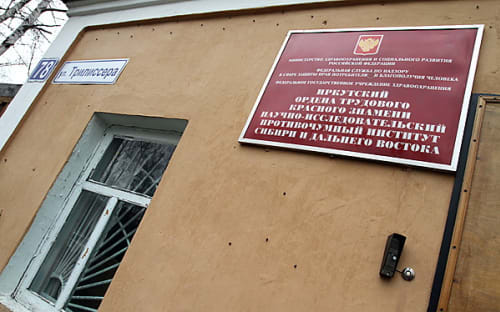 78
ул. Трилиссера
МИНИСТЕРСТВО ЗДРАВООХРАНЕНИЯ И СОЦИАЛЬНОГО РАЗВИТИЯ
РОССИЙСКОЙ ФЕДЕРАЦИИ
ФЕДЕРАЛЬНАЯ СЛУЖБА ПО НАДЗОРУ
В СФЕРЕ ЗАЩИТЫ ПРАВ ПОТРЕБИТЕЛЕЙ И БЛАГОПОЛУЧИЯ ЧЕЛОВЕКА
ФЕДЕРАЛЬНОЕ ГОСУДАРСТВЕННОЕ УЧРЕЖДЕНИЕ ЗДРАВООХРАНЕНИЯ
ИРКУТСКИЙ
ОРДЕНА ТРУДОВОГО
КРАСНОГО ЗНАМЕНИ
НАУЧНО-ИССЛЕДОВАТЕЛЬСКИЙ
ПРОТИВОЧУМНЫЙ ИНСТИТУТ
СИБИРИ И ДАЛЬНЕГО ВОСТОКА